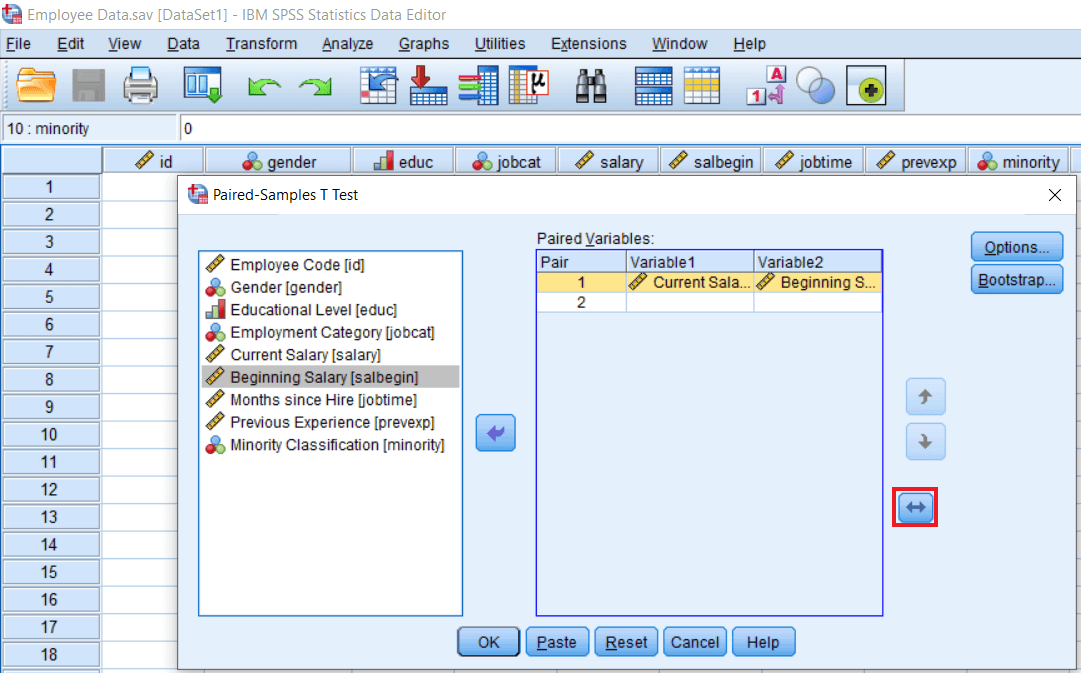 Employee Data.sav [DataSet1] - IBM SPSS Statistics Data Editor
File Edit View Data Transform Analyze Graphs Utilities Extensions Window Help
A
μ
1
10 : minority 0
id gender educ jobcat salary salbegin jobtime prevexp minority
1
2
3
4
5
6
7
8
9
10
11
12
13
14
15
16
17
18
Paired-Samples T Test
Employee Code [id]
Gender [gender]
Educational Level [educ]
Employment Category [jobcat]
Current Salary [salary]
Beginning Salary [salbegin]
Months since Hire [jobtime]
Previous Experience [prevexp]
Minority Classification [minority]
Paired Variables:
Pair Variable1 Variable2
1 Current Sala... Beginning S...
2
Options...
Bootstrap...
OK Paste Reset Cancel Help